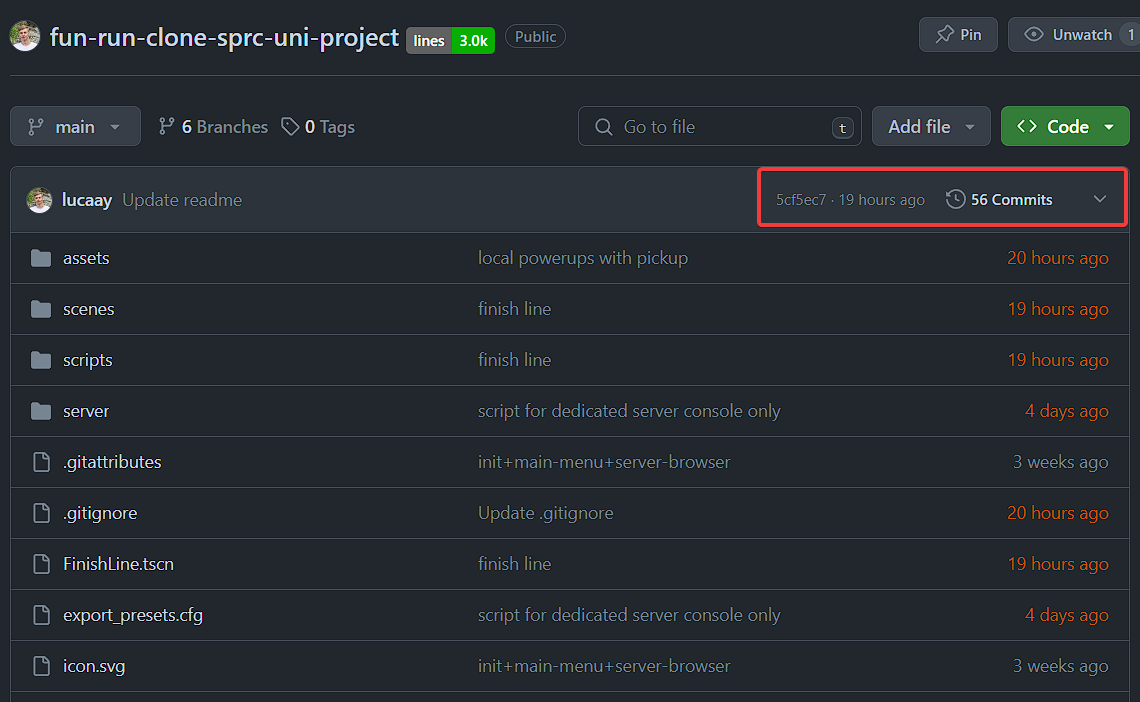 fun-run-clone-sprc-uni-project lines 3.0k Public Pin Unwatch 1
main 6 Branches 0 Tags Go to file t Add file Code
lucaay Update readme 5cf5ec7 · 19 hours ago 56 Commits
assets local powerups with pickup 20 hours ago
scenes finish line 19 hours ago
scripts finish line 19 hours ago
server script for dedicated server console only 4 days ago
.gitattributes init+main-menu+server-browser 3 weeks ago
.gitignore Update .gitignore 20 hours ago
FinishLine.tscn finish line 19 hours ago
export_presets.cfg script for dedicated server console only 4 days ago
icon.svg init+main-menu+server-browser 3 weeks ago